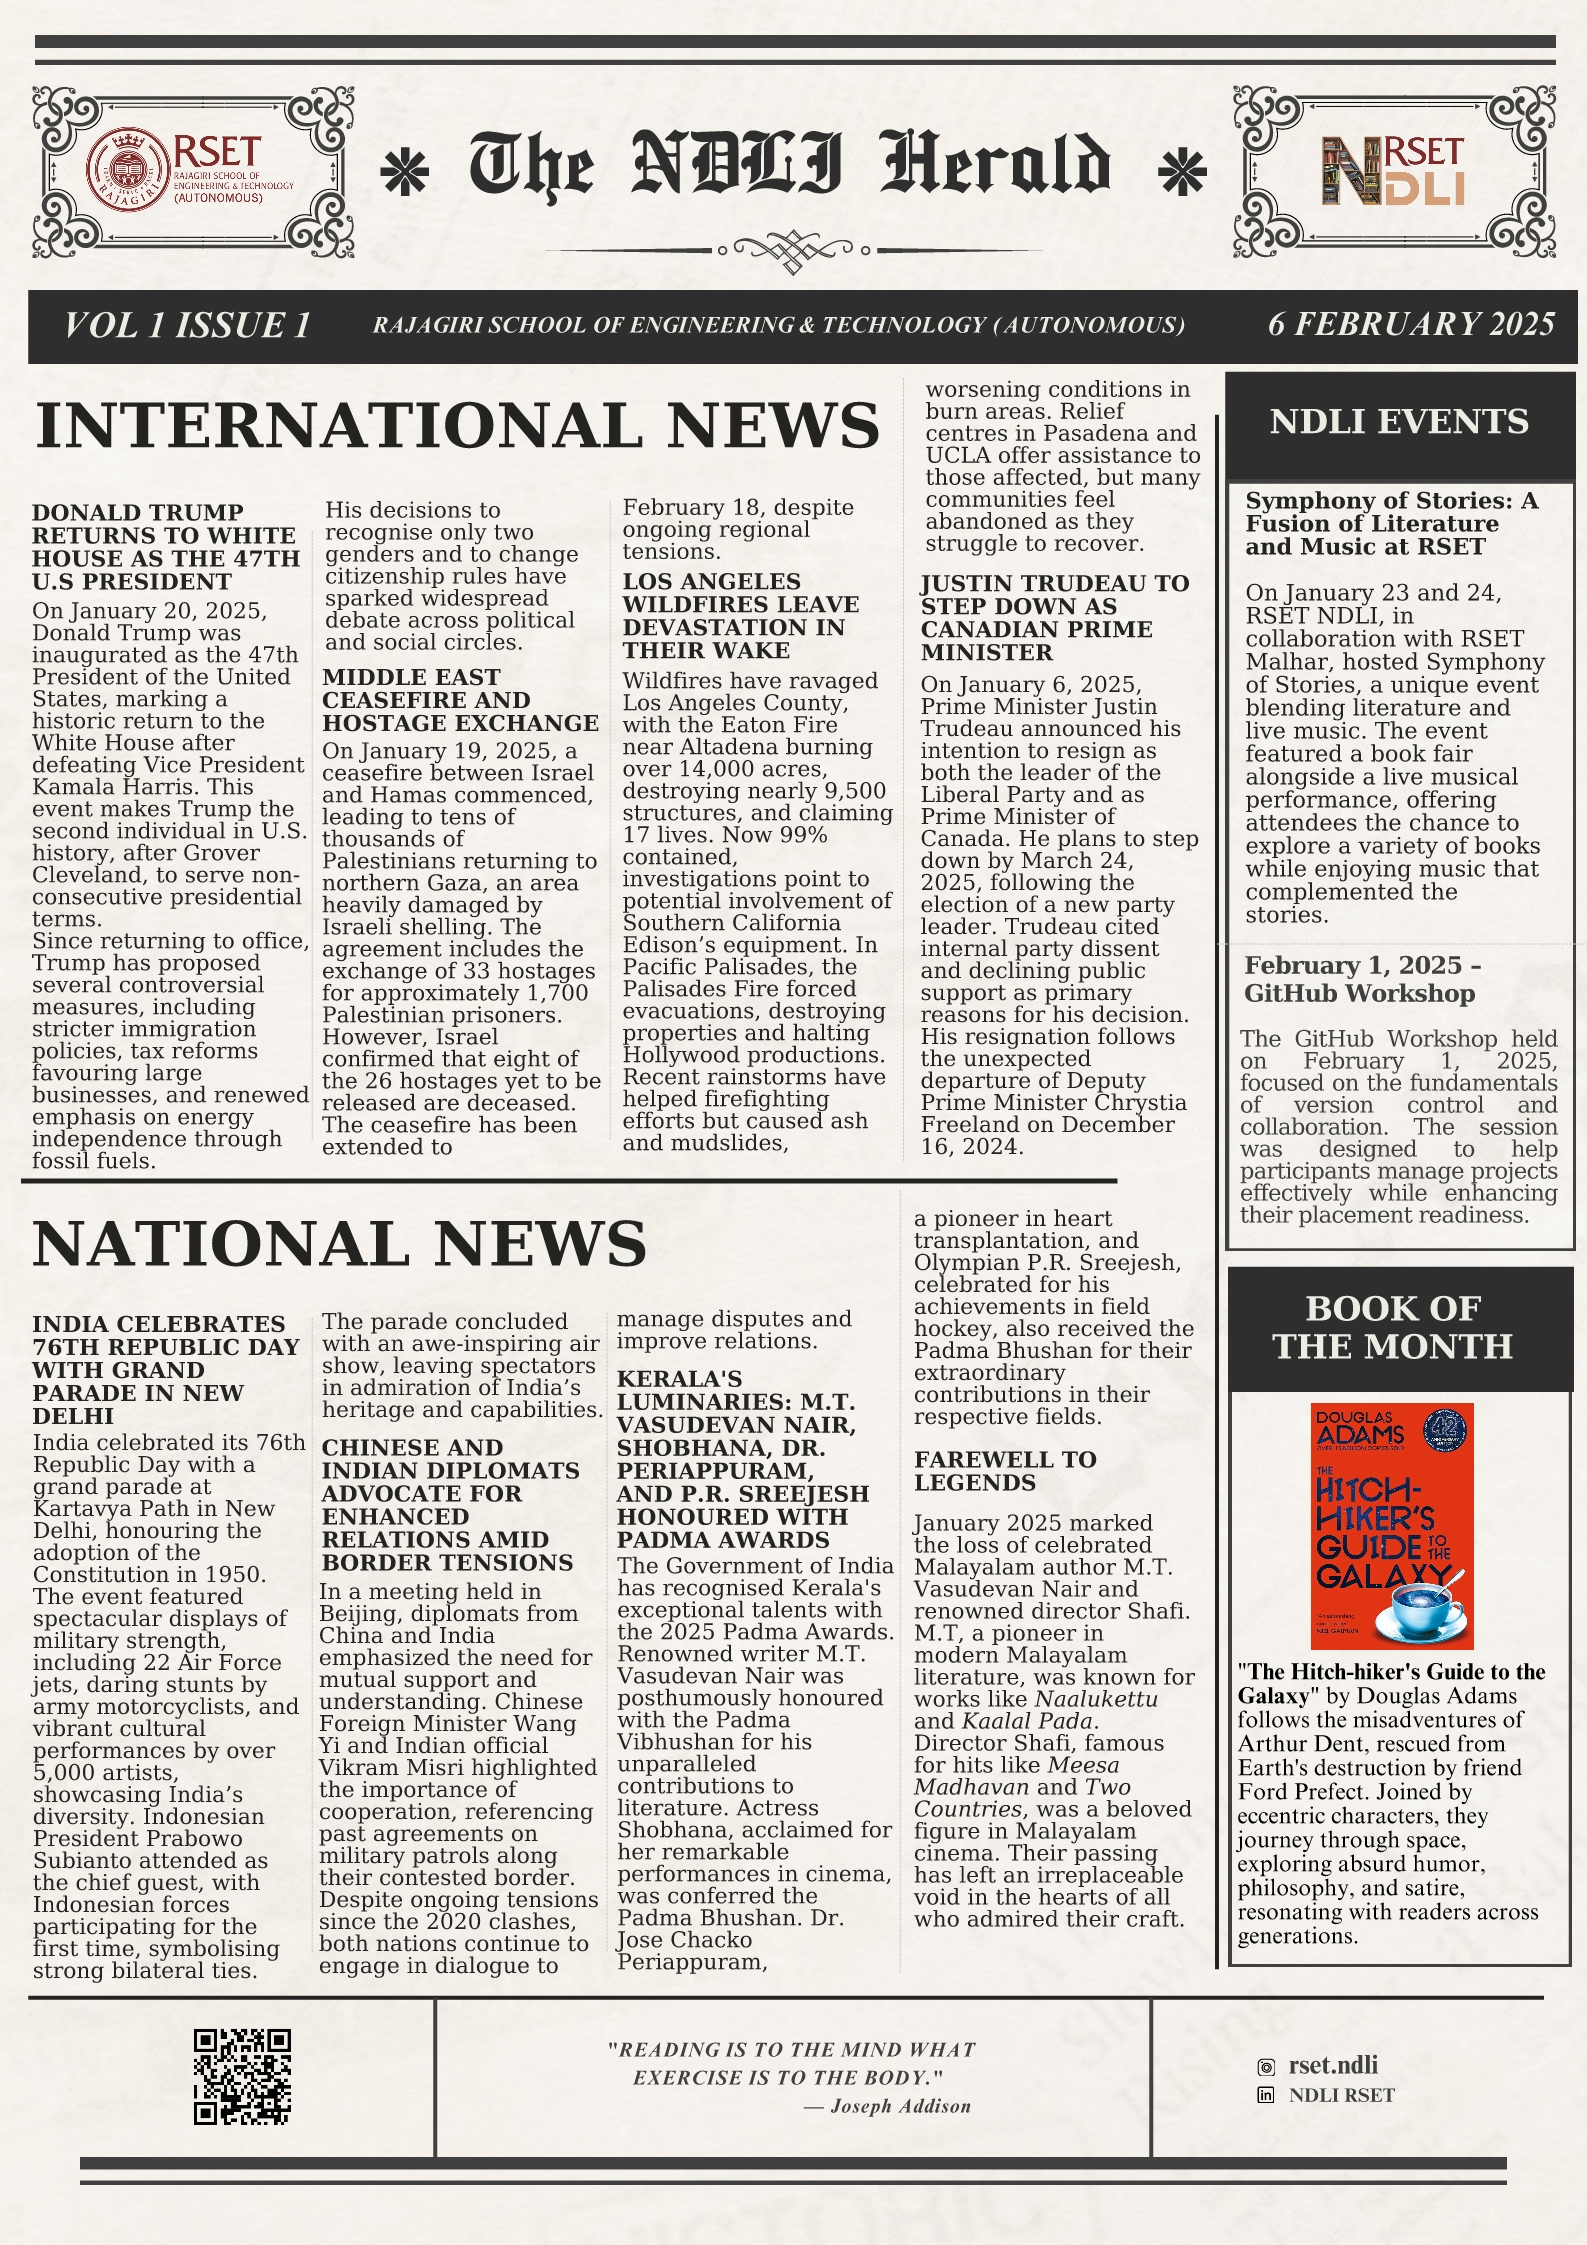 RSET
RAJAGIRI SCHOOL OF
ENGINEERING & TECHNOLOGY
(AUTONOMOUS)
RAJAGIRI
The NDLI Herald
NRSET
DLI
VOL 1 ISSUE 1
RAJAGIRI SCHOOL OF ENGINEERING & TECHNOLOGY (AUTONOMOUS)
6 FEBRUARY 2025
INTERNATIONAL NEWS
DONALD TRUMP
RETURNS TO WHITE
HOUSE AS THE 47TH
U.S PRESIDENT
On January 20, 2025,
Donald Trump was
inaugurated as the 47th
President of the United
States, marking a
historic return to the
White House after
defeating Vice President
Kamala Harris. This
event makes Trump the
second individual in U.S.
history, after Grover
Cleveland, to serve non-
consecutive presidential
terms.
Since returning to office,
Trump has proposed
several controversial
measures, including
stricter immigration
policies, tax reforms
favouring large
businesses, and renewed
emphasis on energy
independence through
fossil fuels.
His decisions to
recognise only two
genders and to change
citizenship rules have
sparked widespread
debate across political
and social circles.
MIDDLE EAST
CEASEFIRE AND
HOSTAGE EXCHANGE
On January 19, 2025, a
ceasefire between Israel
and Hamas commenced,
leading to tens of
thousands of
Palestinians returning to
northern Gaza, an area
heavily damaged by
Israeli shelling. The
agreement includes the
exchange of 33 hostages
for approximately 1,700
Palestinian prisoners.
However, Israel
confirmed that eight of
the 26 hostages yet to be
released are deceased.
The ceasefire has been
extended to
February 18, despite
ongoing regional
tensions.
LOS ANGELES
WILDFIRES LEAVE
DEVASTATION IN
THEIR WAKE
Wildfires have ravaged
Los Angeles County,
with the Eaton Fire
near Altadena burning
over 14,000 acres,
destroying nearly 9,500
structures, and claiming
17 lives. Now 99%
contained,
investigations point to
potential involvement of
Southern California
Edison’s equipment. In
Pacific Palisades, the
Palisades Fire forced
evacuations, destroying
properties and halting
Hollywood productions.
Recent rainstorms have
helped firefighting
efforts but caused ash
and mudslides,
worsening conditions in
burn areas. Relief
centres in Pasadena and
UCLA offer assistance to
those affected, but many
communities feel
abandoned as they
struggle to recover.
JUSTIN TRUDEAU TO
STEP DOWN AS
CANADIAN PRIME
MINISTER
On January 6, 2025,
Prime Minister Justin
Trudeau announced his
intention to resign as
both the leader of the
Liberal Party and as
Prime Minister of
Canada. He plans to step
down by March 24,
2025, following the
election of a new party
leader. Trudeau cited
internal party dissent
and declining public
support as primary
reasons for his decision.
His resignation follows
the unexpected
departure of Deputy
Prime Minister Chrystia
Freeland on December
16, 2024.
NDLI EVENTS
Symphony of Stories: A
Fusion of Literature
and Music at RSET
On January 23 and 24,
RSET NDLI, in
collaboration with RSET
Malhar, hosted Symphony
of Stories, a unique event
blending literature and
live music. The event
featured a book fair
alongside a live musical
performance, offering
attendees the chance to
explore a variety of books
while enjoying music that
complemented the
stories.
February 1, 2025 –
GitHub Workshop
The GitHub Workshop held
on February 1, 2025,
focused on the fundamentals
of version control and
collaboration. The session
was designed to help
participants manage projects
effectively while enhancing
their placement readiness.
NATIONAL NEWS
INDIA CELEBRATES
76TH REPUBLIC DAY
WITH GRAND
PARADE IN NEW
DELHI
India celebrated its 76th
Republic Day with a
grand parade at
Kartavya Path in New
Delhi, honouring the
adoption of the
Constitution in 1950.
The event featured
spectacular displays of
military strength,
including 22 Air Force
jets, daring stunts by
army motorcyclists, and
vibrant cultural
performances by over
5,000 artists,
showcasing India’s
diversity. Indonesian
President Prabowo
Subianto attended as
the chief guest, with
Indonesian forces
participating for the
first time, symbolising
strong bilateral ties.
The parade concluded
with an awe-inspiring air
show, leaving spectators
in admiration of India’s
heritage and capabilities.
CHINESE AND
INDIAN DIPLOMATS
ADVOCATE FOR
ENHANCED
RELATIONS AMID
BORDER TENSIONS
In a meeting held in
Beijing, diplomats from
China and India
emphasized the need for
mutual support and
understanding. Chinese
Foreign Minister Wang
Yi and Indian official
Vikram Misri highlighted
the importance of
cooperation, referencing
past agreements on
military patrols along
their contested border.
Despite ongoing tensions
since the 2020 clashes,
both nations continue to
engage in dialogue to
manage disputes and
improve relations.
KERALA'S
LUMINARIES: M.T.
VASUDEVAN NAIR,
SHOBHANA, DR.
PERIAPPURAM,
AND P.R. SREEJESH
HONOURED WITH
PADMA AWARDS
The Government of India
has recognised Kerala's
exceptional talents with
the 2025 Padma Awards.
Renowned writer M.T.
Vasudevan Nair was
posthumously honoured
with the Padma
Vibhushan for his
unparalleled
contributions to
literature. Actress
Shobhana, acclaimed for
her remarkable
performances in cinema,
was conferred the
Padma Bhushan. Dr.
Jose Chacko
Periappuram,
a pioneer in heart
transplantation, and
Olympian P.R. Sreejesh,
celebrated for his
achievements in field
hockey, also received the
Padma Bhushan for their
extraordinary
contributions in their
respective fields.
FAREWELL TO
LEGENDS
January 2025 marked
the loss of celebrated
Malayalam author M.T.
Vasudevan Nair and
renowned director Shafi.
M.T, a pioneer in
modern Malayalam
literature, was known for
works like Naalukettu
and Kaalal Pada.
Director Shafi, famous
for hits like Meesa
Madhavan and Two
Countries, was a beloved
figure in Malayalam
cinema. Their passing
has left an irreplaceable
void in the hearts of all
who admired their craft.
BOOK OF
THE MONTH
DOUGLAS
ADAMS
42
ANNIVERSARY
EDITION
THE
HITCH-
HIKER'S
GUIDE TO THE
GALAXY
NEIL GAIMAN
"The Hitch-hiker's Guide to the
Galaxy" by Douglas Adams
follows the misadventures of
Arthur Dent, rescued from
Earth's destruction by friend
Ford Prefect. Joined by
eccentric characters, they
journey through space,
exploring absurd humor,
philosophy, and satire,
resonating with readers across
generations.
"READING IS TO THE MIND WHAT
EXERCISE IS TO THE BODY."
— Joseph Addison
rset.ndli
NDLI RSET